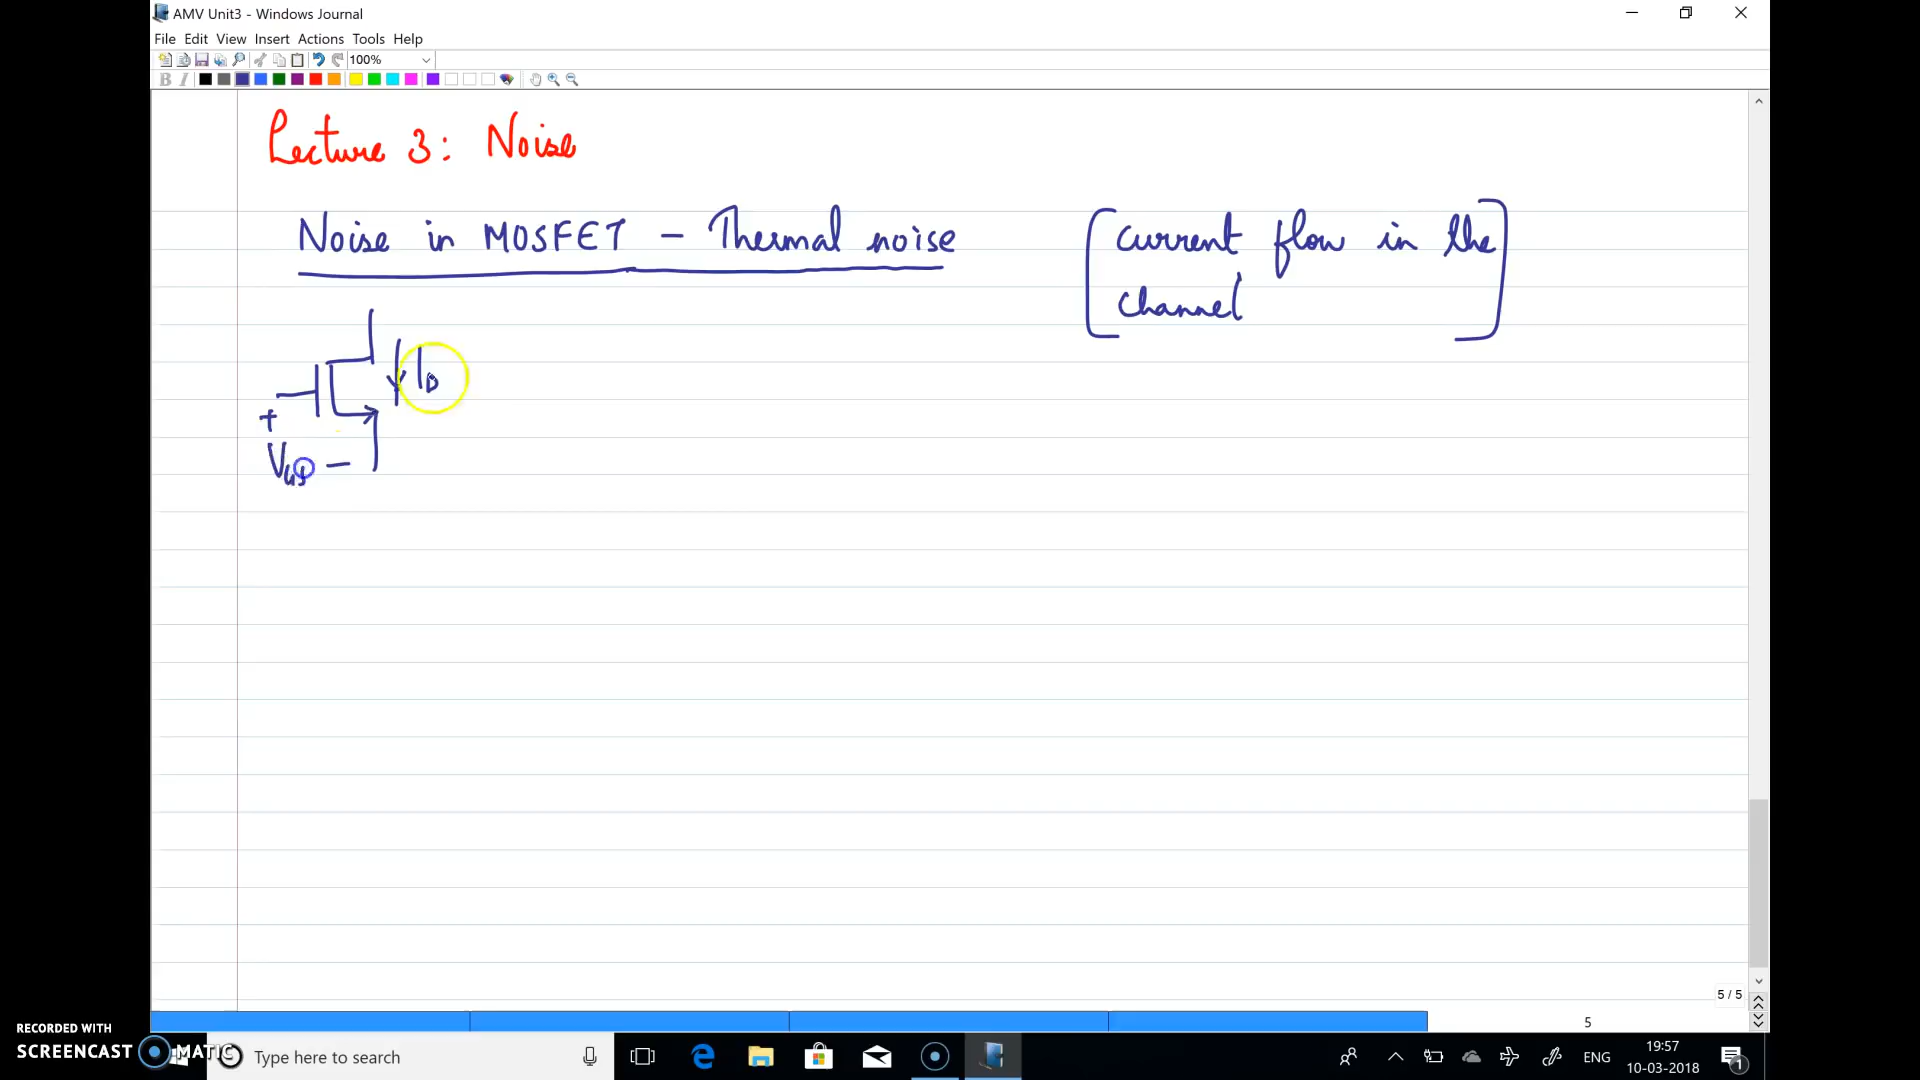 AMV Unit3 - Windows Journal
File Edit View Insert Actions Tools Help
100%
B I
Lecture 3: Noise
Noise in MOSFET - Thermal noise
current flow in the
channel
ID
+
VGS -
5 / 5
5
RECORDED WITH
SCREENCAST MATIC
Type here to search
ENG
19:57
10-03-2018
1